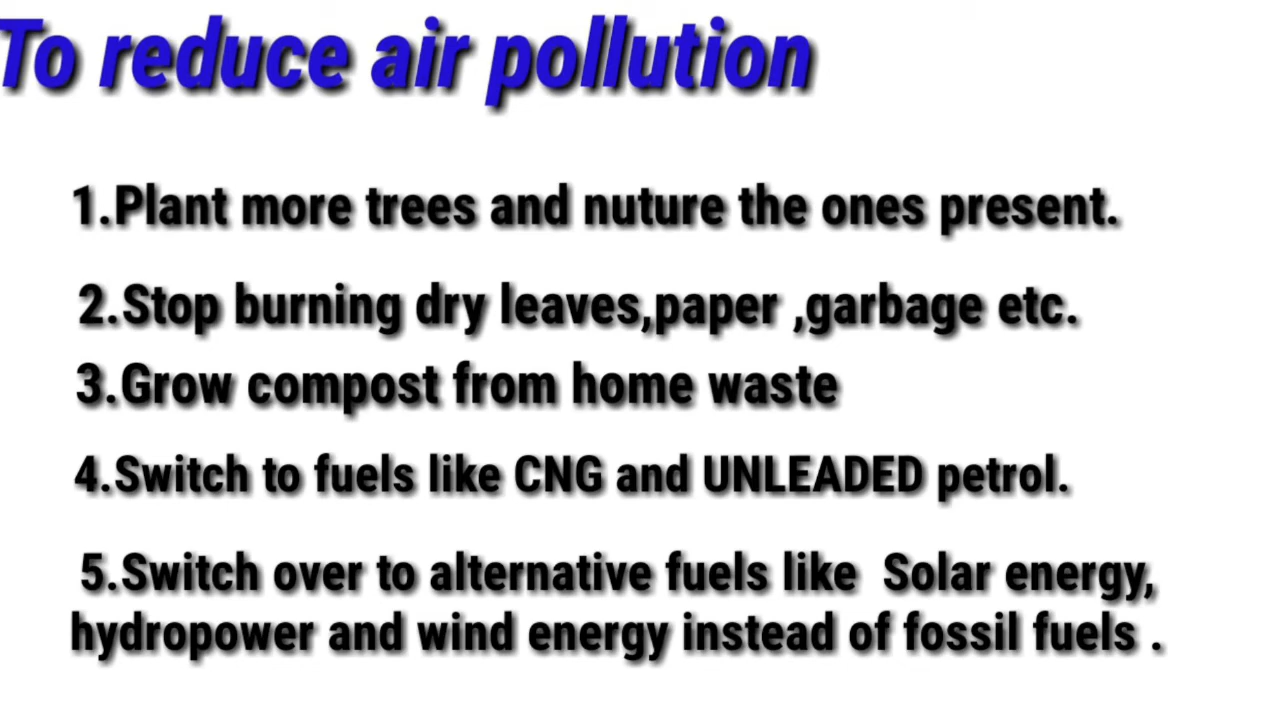 To reduce air pollution
1.Plant more trees and nuture the ones present.
2.Stop burning dry leaves,paper ,garbage etc.
3.Grow compost from home waste
4.Switch to fuels like CNG and UNLEADED petrol.
5.Switch over to alternative fuels like  Solar energy,
hydropower and wind energy instead of fossil fuels .